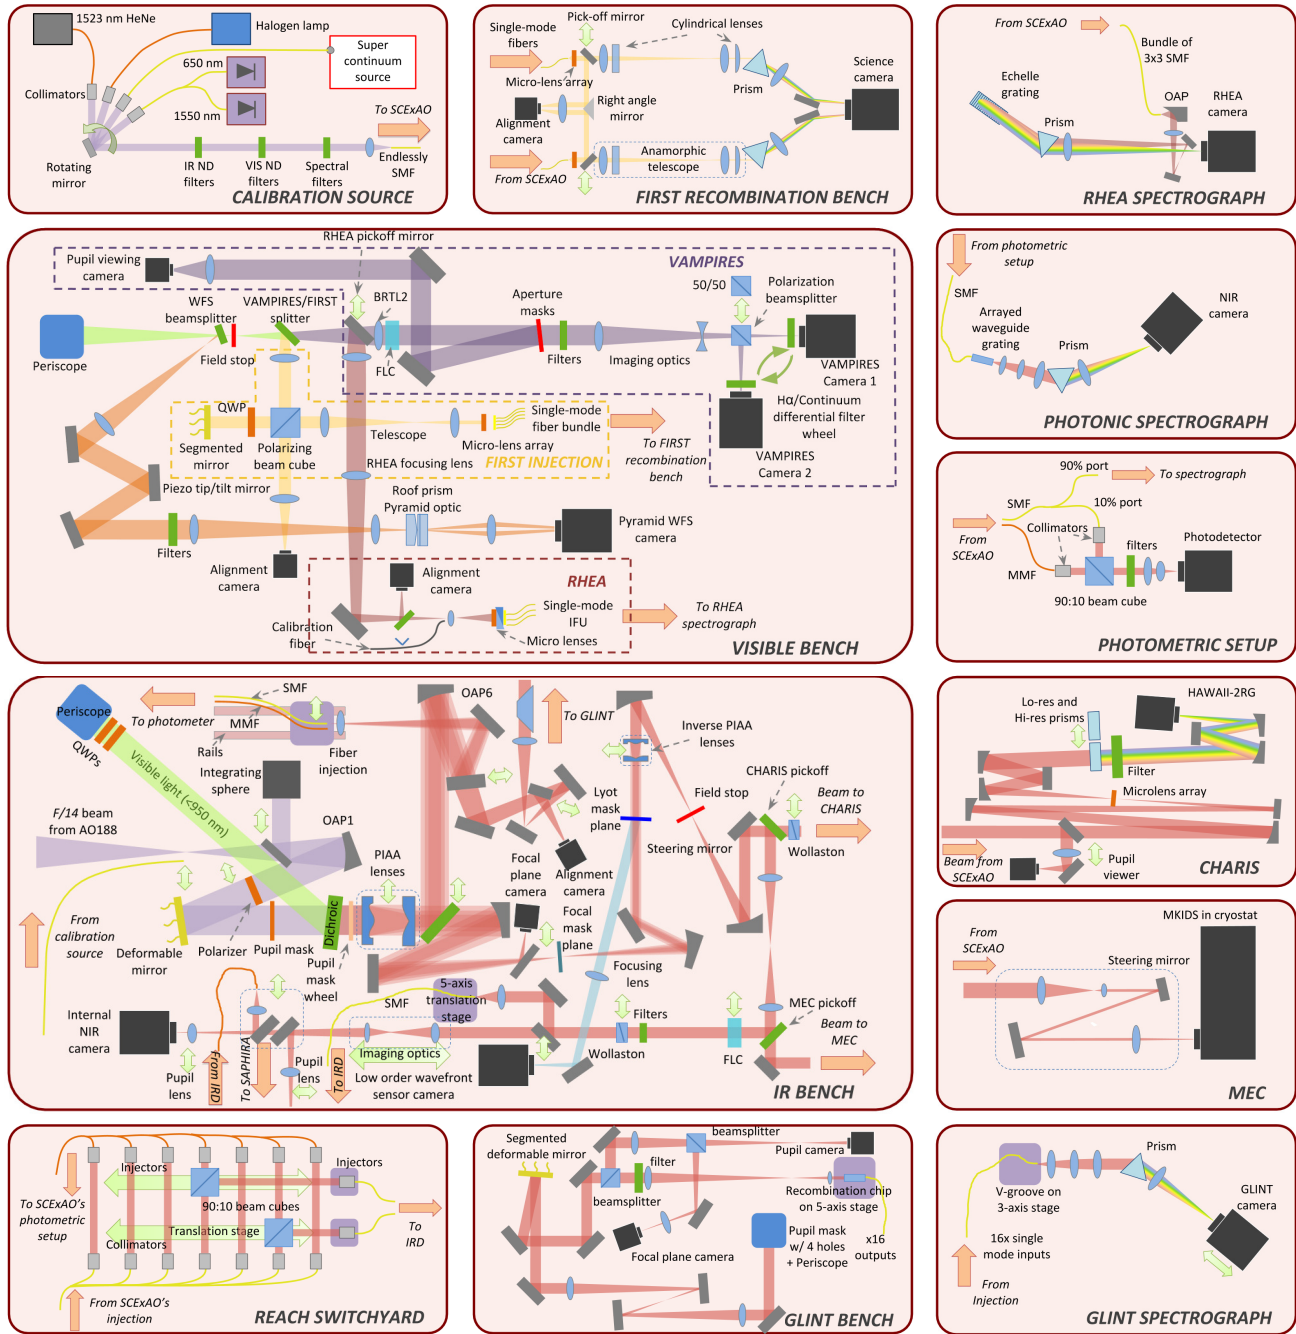 1523 nm HeNe
Halogen lamp
Super
continuum
source
650 nm
1550 nm
Collimators
To SCExAO
Rotating
mirror
IR ND
filters
VIS ND
filters
Spectral
filters
Endlessly
SMF
CALIBRATION SOURCE
Pick-off mirror
Single-mode
fibers
Cylindrical lenses
Micro-lens array
Prism
Science
camera
Right angle
mirror
Alignment
camera
Anamorphic
telescope
From SCExAO
FIRST RECOMBINATION BENCH
From SCExAO
Bundle of
3x3 SMF
Echelle
grating
OAP
RHEA
camera
Prism
RHEA SPECTROGRAPH
RHEA pickoff mirror
Pupil viewing
camera
VAMPIRES
50/50
Polarization
beamsplitter
WFS
beamsplitter
VAMPIRES/FIRST
splitter
BRTL2
Aperture
masks
Periscope
Field stop
FLC
Filters
Imaging optics
VAMPIRES
Camera 1
QWP
Hα/Continuum
differential filter
wheel
Single-mode
fiber bundle
Segmented
mirror
Polarizing
beam cube
Telescope
Micro-lens array
RHEA focusing lens
FIRST INJECTION
To FIRST
recombination
bench
VAMPIRES
Camera 2
Piezo tip/tilt mirror
Roof prism
Pyramid optic
Pyramid WFS
camera
Filters
Alignment
camera
Alignment
camera
RHEA
Single-mode
IFU
To RHEA
spectrograph
Calibration
fiber
Micro lenses
VISIBLE BENCH
From photometric
setup
SMF
NIR
camera
Arrayed
waveguide
grating
Prism
PHOTONIC SPECTROGRAPH
90% port
To spectrograph
SMF
10% port
Collimators
From
SCExAO
filters
Photodetector
MMF
90:10 beam cube
PHOTOMETRIC SETUP
Periscope
SMF
To photometer
MMF
QWPs
Rails
Fiber
injection
OAP6
To GLINT
Inverse PIAA
lenses
Visible light (<950 nm)
Integrating
sphere
CHARIS pickoff
Field stop
Beam to
CHARIS
F/14 beam
from AO188
OAP1
Lyot
mask
plane
Steering mirror
Wollaston
PIAA
lenses
Focal
plane
camera
Alignment
camera
Focal
mask
plane
From
calibration
source
Dichroic
Deformable
mirror
Polarizer
Pupil mask
Pupil
mask
wheel
Focusing
lens
SMF
5-axis
translation
stage
MEC pickoff
Internal
NIR
camera
Filters
Beam to
MEC
Wollaston
FLC
Pupil
lens
From IRD
To SAPHIRA
Pupil
lens
To IRD
Imaging optics
Low order wavefront
sensor camera
IR BENCH
HAWAII-2RG
Lo-res and
Hi-res prisms
Filter
Microlens array
Beam from
SCExAO
Pupil
viewer
CHARIS
MKIDS in cryostat
From
SCExAO
Steering mirror
MEC
Injectors
Injectors
To SCExAO's
photometric
setup
90:10 beam cubes
Translation stage
To
IRD
Collimators
From SCExAO's
injection
REACH SWITCHYARD
Segmented
deformable mirror
beamsplitter
Pupil camera
filter
beamsplitter
Recombination chip
on 5-axis stage
Pupil mask
w/ 4 holes
+ Periscope
x16
outputs
Focal plane camera
GLINT BENCH
Prism
V-groove on
3-axis stage
GLINT
camera
16x single
mode inputs
From
Injection
GLINT SPECTROGRAPH